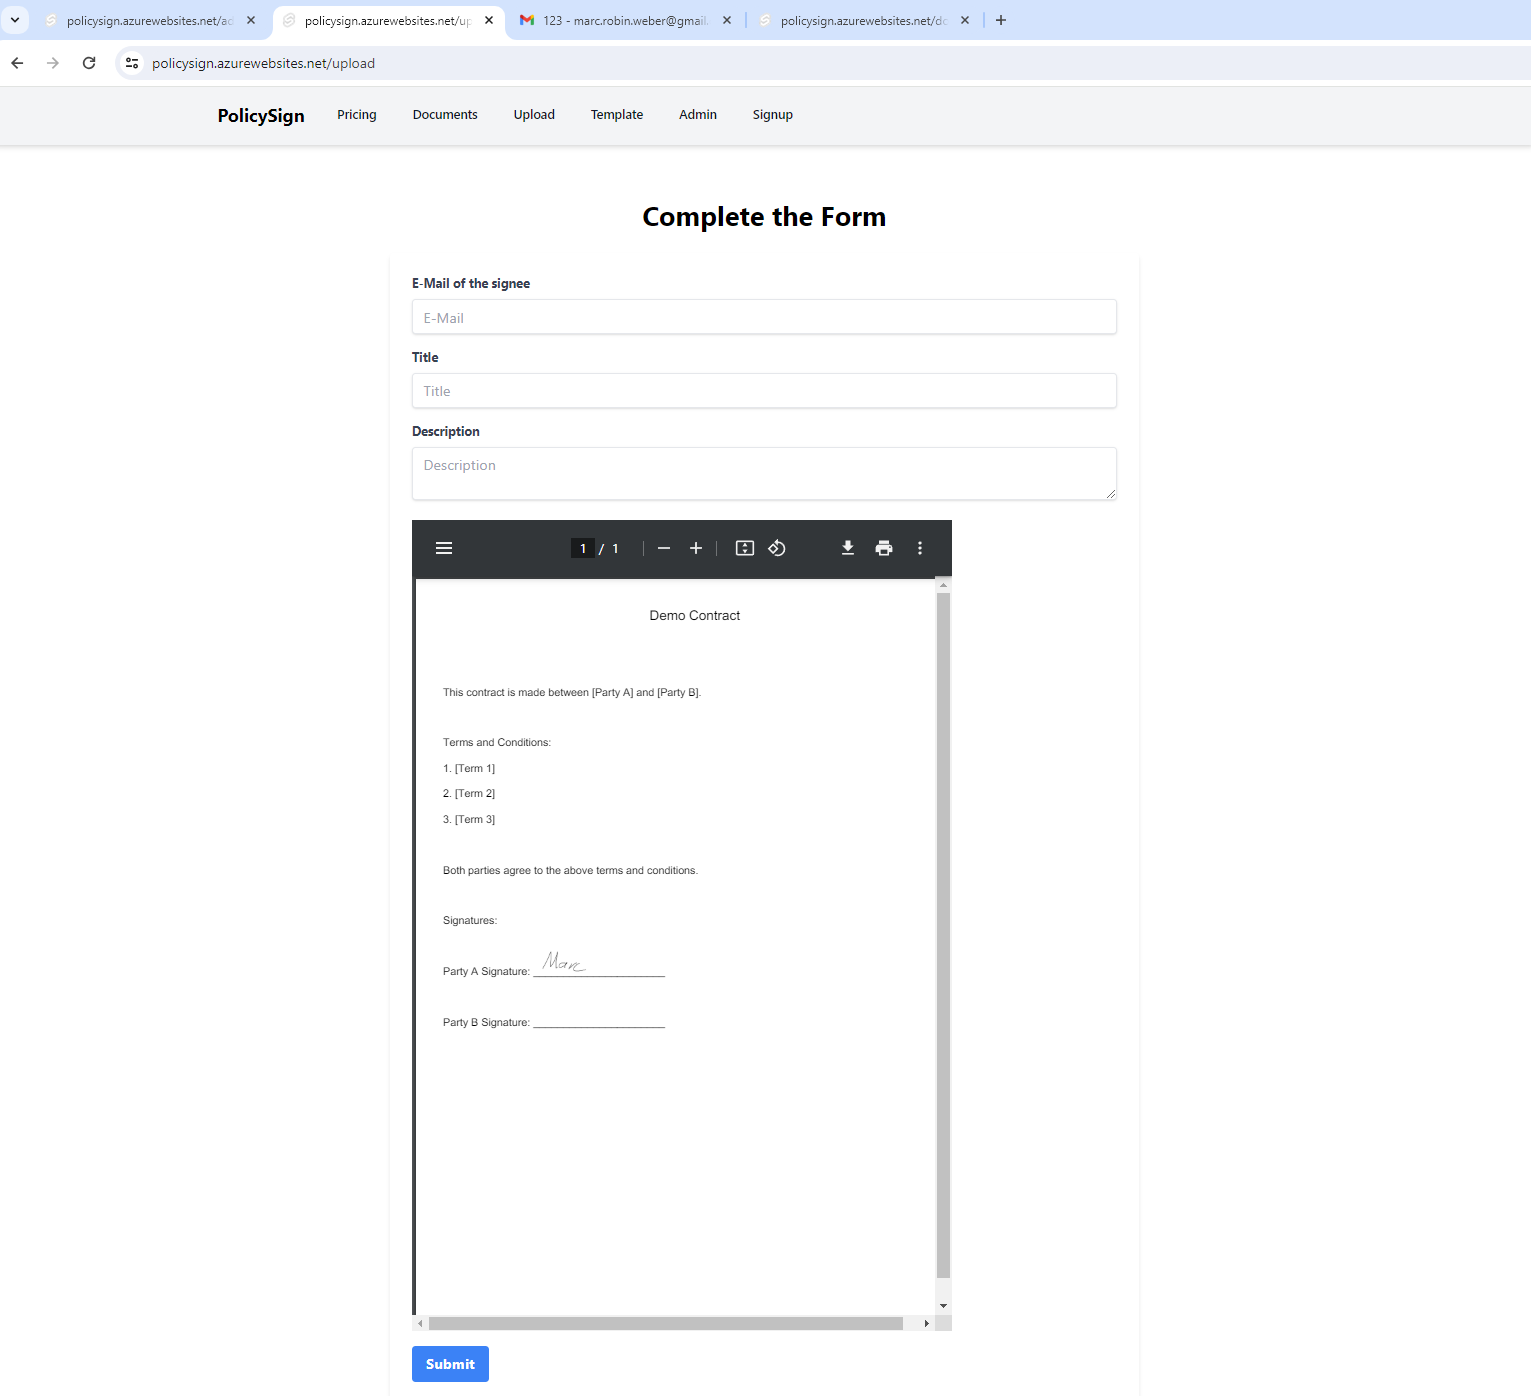 policysign.azurewebsites.net/ad
policysign.azurewebsites.net/up
123 - marc.robin.weber@gmail.
policysign.azurewebsites.net/do
policysign.azurewebsites.net/upload
PolicySign Pricing Documents Upload Template Admin Signup
Complete the Form
E-Mail of the signee
E-Mail
Title
Title
Description
Description
1 / 1
Demo Contract
This contract is made between [Party A] and [Party B].
Terms and Conditions:
1. [Term 1]
2. [Term 2]
3. [Term 3]
Both parties agree to the above terms and conditions.
Signatures:
Party A Signature: ______________________ Marc
Party B Signature: ______________________
Submit